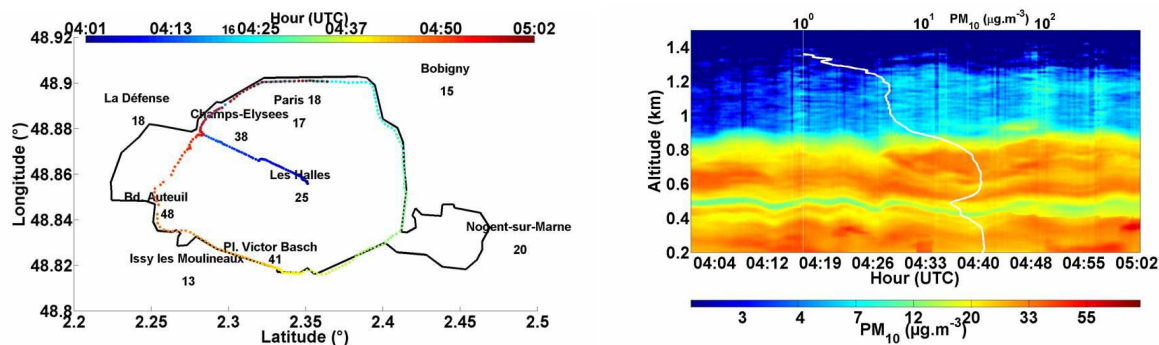 Hour (UTC)
04:01 04:13 16 04:25 04:37 04:50 05:02
48.92
48.9
48.88
48.86
48.84
48.82
48.8
Longitude (°)
Bobigny
15
La Défense
18
Paris 18
17
Champs-Elysees
38
Les Halles
25
Bd. Auteuil
48
Nogent-sur-Marne
20
Pl. Victor Basch
41
Issy les Moulineaux
13
2.2 2.25 2.3 2.35 2.4 2.45 2.5
Latitude (°)
10⁰ 10¹ PM₁₀ (µg.m⁻³) 10²
1.4
1.2
1
0.8
0.6
0.4
0.2
Altitude (km)
04:04 04:12 04:19 04:26 04:33 04:40 04:48 04:55 05:02
Hour (UTC)
3 4 7 12 20 33 55
PM₁₀ (µg.m⁻³)